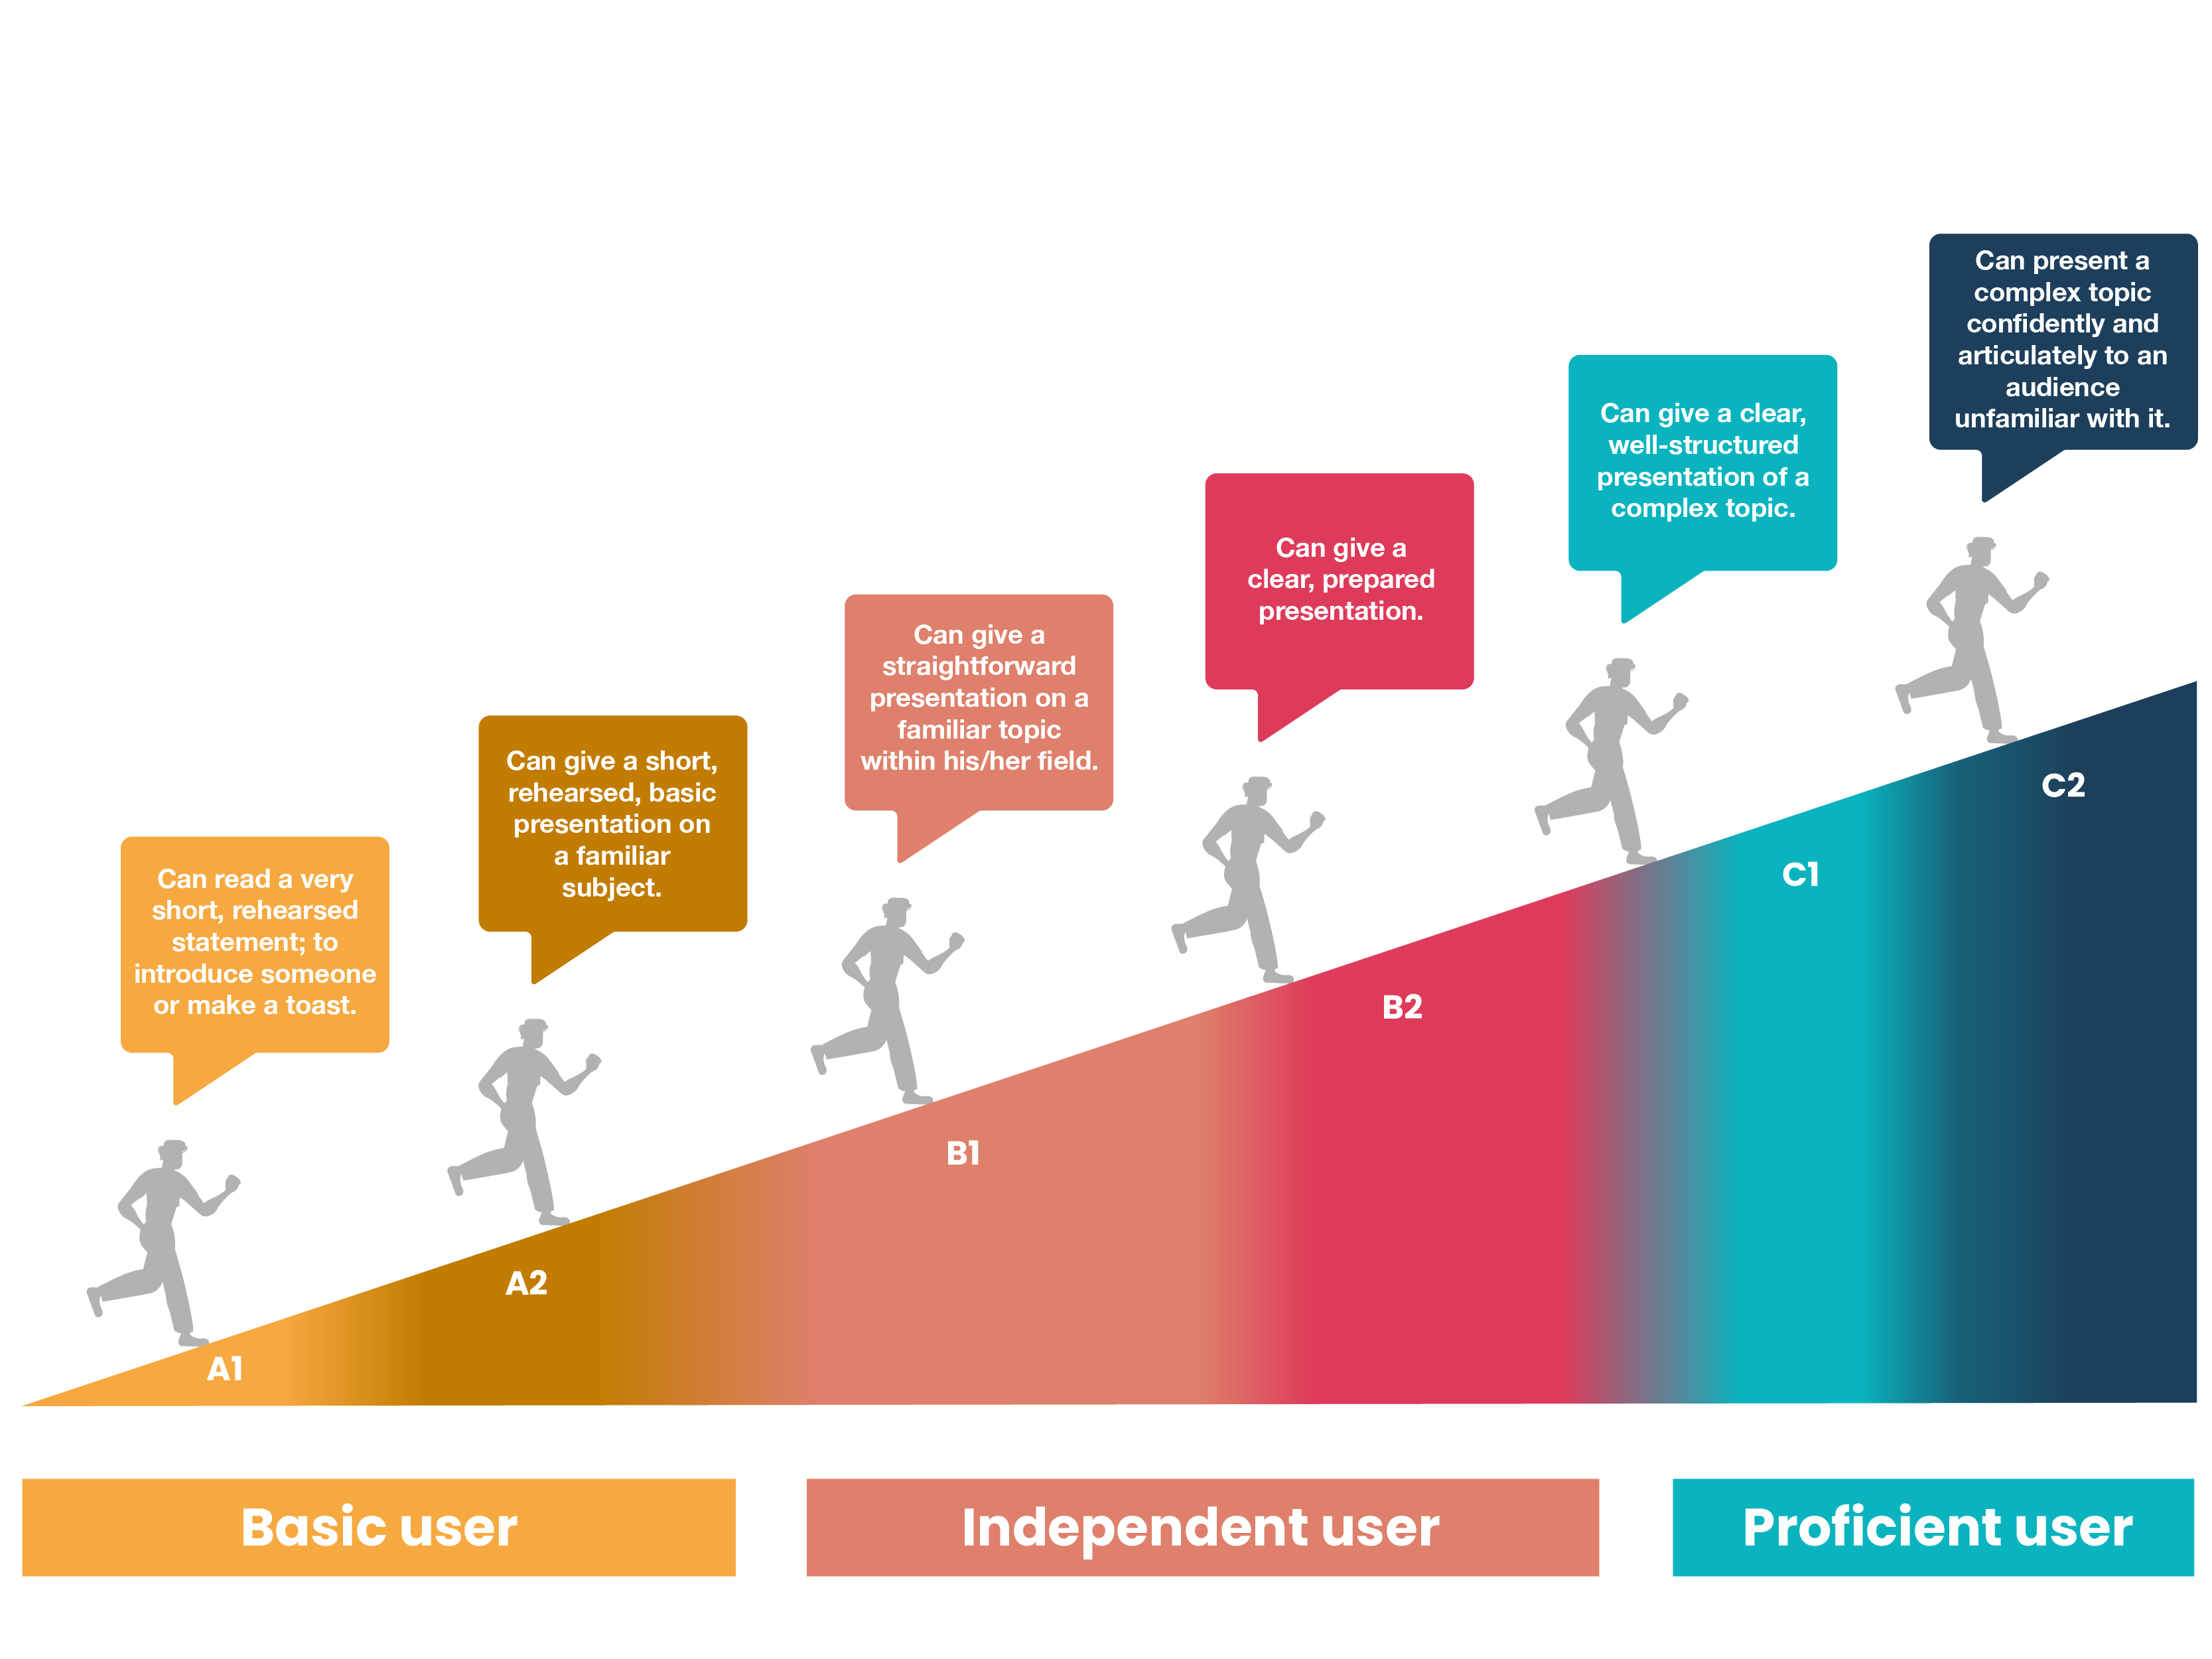 Can read a very
short, rehearsed
statement; to
introduce someone
or make a toast.
Can give a short,
rehearsed, basic
presentation on
a familiar
subject.
Can give a
straightforward
presentation on a
familiar topic
within his/her field.
Can give a
clear, prepared
presentation.
Can give a clear,
well-structured
presentation of a
complex topic.
Can present a
complex topic
confidently and
articulately to an
audience
unfamiliar with it.
A1
A2
B1
B2
C1
C2
Basic user
Independent user
Proficient user